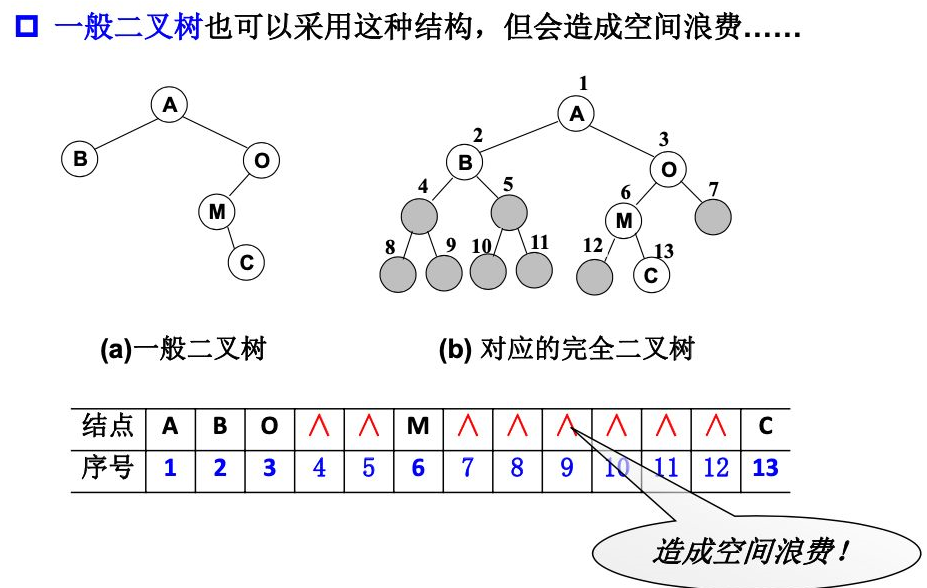 一般二叉树也可以采用这种结构，但会造成空间浪费……
A
B
O
M
C
1
A
2
3
B
O
4
5
6
7
M
8
9
10
11
12
13
C
(a)一般二叉树
(b) 对应的完全二叉树
结点 A B O ∧ ∧ M ∧ ∧ ∧ ∧ ∧ ∧ C
序号 1 2 3 4 5 6 7 8 9 10 11 12 13
造成空间浪费！